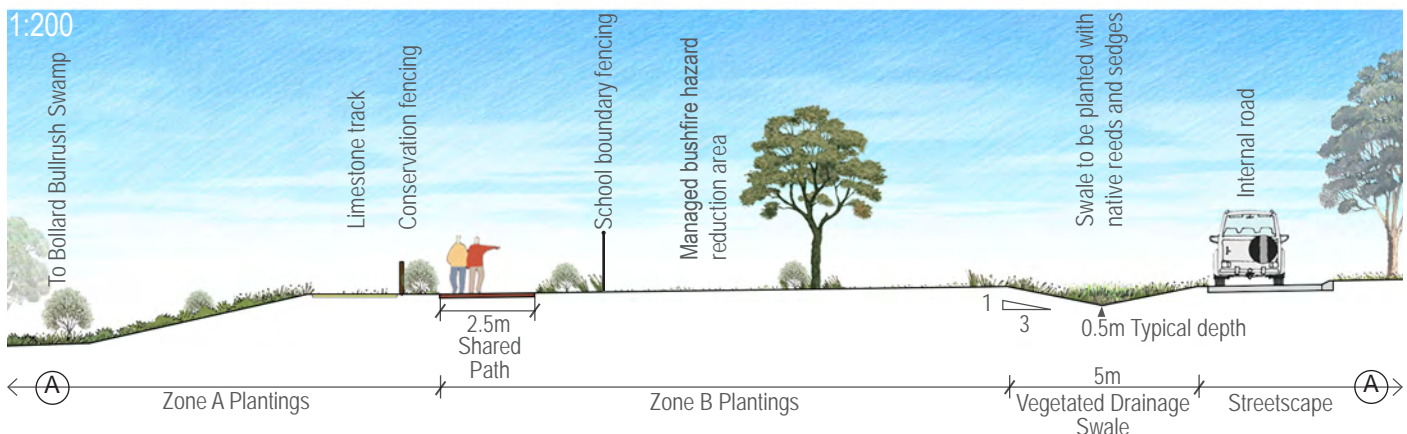 1:200
To Bollard Bullrush Swamp
Limestone track
Conservation fencing
School boundary fencing
Managed bushfire hazard
reduction area
Swale to be planted with
native reeds and sedges
Internal road
2.5m
Shared
Path
1
3
0.5m Typical depth
A
Zone A Plantings
Zone B Plantings
5m
Vegetated Drainage
Swale
Streetscape
A